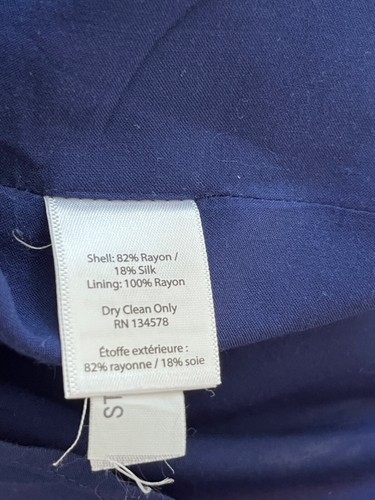 Shell: 82% Rayon /
18% Silk
Lining: 100% Rayon
Dry Clean Only
RN 134578
Étoffe extérieure :
82% rayonne / 18% soie
ST